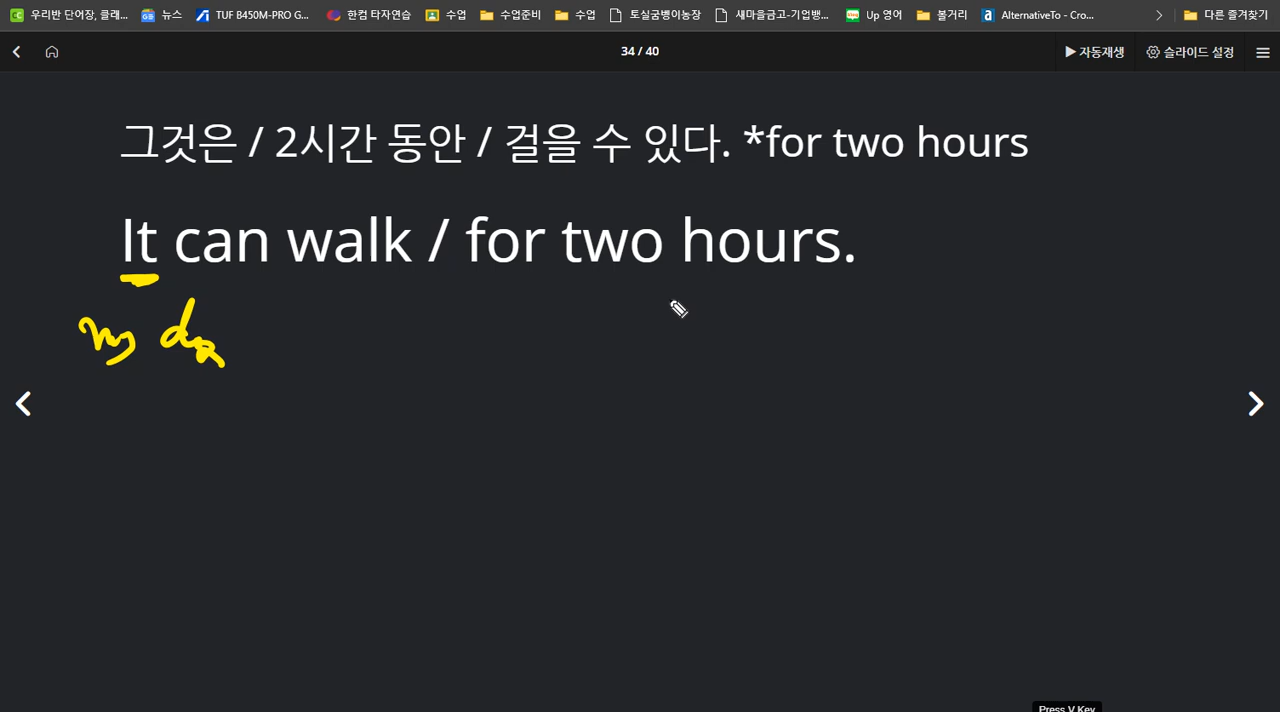 우리반 단어장, 클래... 뉴스 TUF B450M-PRO G... 한컴 타자연습 수업 수업준비 수업 토실굼벵이농장 새마을금고-기업뱅... Up 영어 볼거리 AlternativeTo - Cro... 다른 즐겨찾기
34 / 40 자동재생 슬라이드 설정
그것은 / 2시간 동안 / 걸을 수 있다. *for two hours
It can walk / for two hours.
my dog
Press V Key